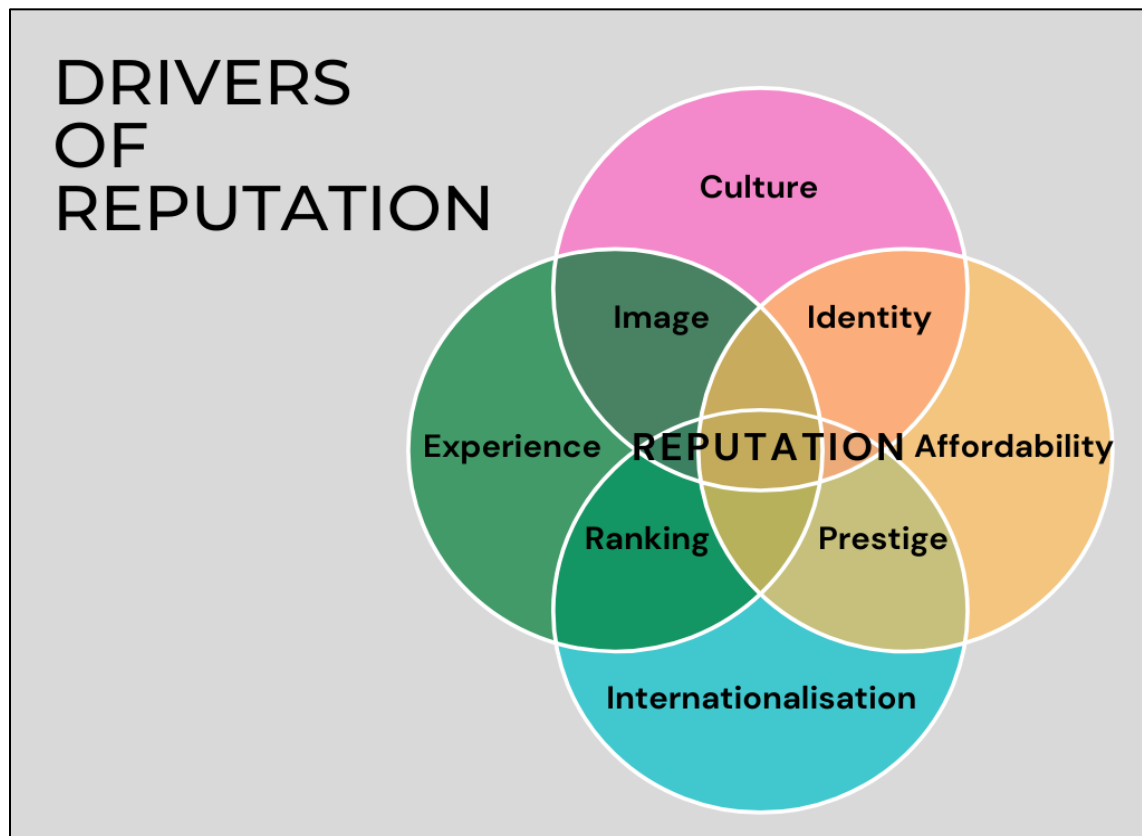 DRIVERS
OF
REPUTATION
Culture
Image
Identity
Experience
REPUTATION
Affordability
Ranking
Prestige
Internationalisation